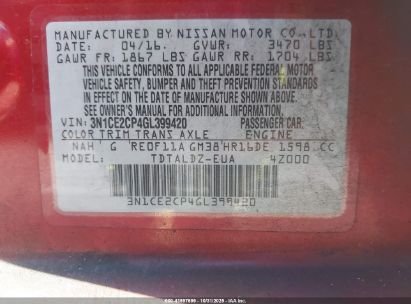 MANUFACTURED BY NISSAN MOTOR CO.,LTD.
DATE: 04/16. GVWR: 3470 LBS
GAWR FR: 1867 LBS GAWR RR: 1704 LBS
THIS VEHICLE CONFORMS TO ALL APPLICABLE FEDERAL MOTOR
VEHICLE SAFETY, BUMPER AND THEFT PREVENTION STANDARDS
IN EFFECT ON THE DATE OF MANUFACTURE SHOWN ABOVE.
SEE OWNER'S MANUAL FOR ADDITIONAL INFORMATION.
VIN: 3N1CE2CP4GL399420 PASSENGER CAR.
COLOR TRIM TRANS AXLE ENGINE
NAH G RE0F11A GM38 HR16DE 1598 CC
MODEL: TDTALDZ-EUA 4Z000
3N1CE2CP4GL399420